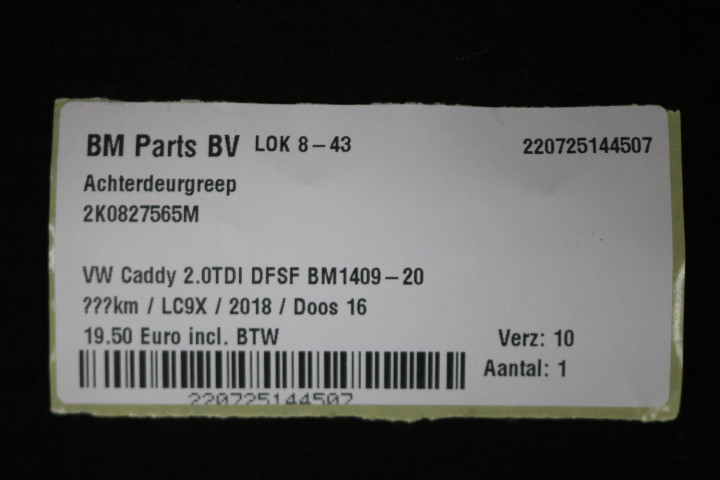 BM Parts BV LOK 8-43 220725144507
Achterdeurgreep
2K0827565M
VW Caddy 2.0TDI DFSF BM1409-20
???km / LC9X / 2018 / Doos 16
19.50 Euro incl. BTW Verz: 10
Aantal: 1
220725144507